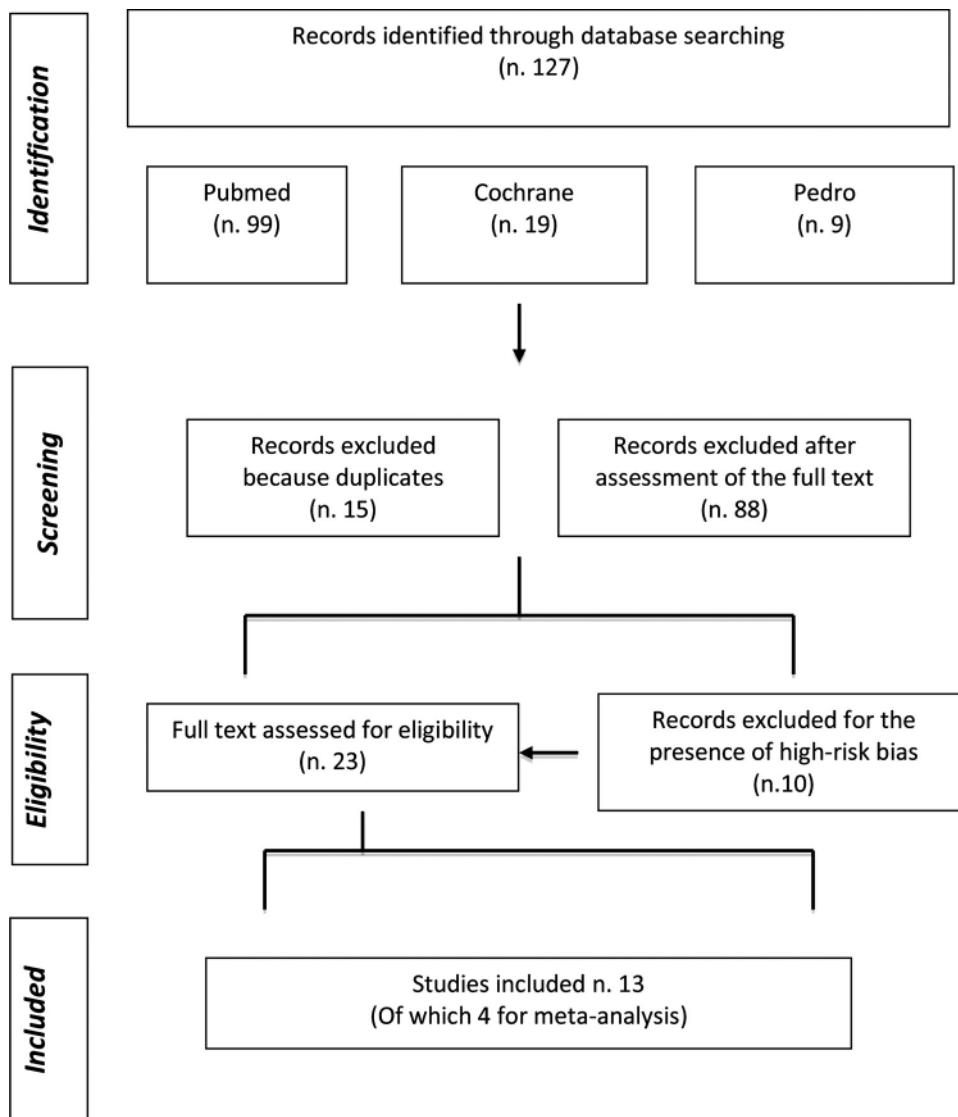 Identification
Records identified through database searching
(n. 127)
Pubmed
(n. 99)
Cochrane
(n. 19)
Pedro
(n. 9)
Screening
Records excluded
because duplicates
(n. 15)
Records excluded after
assessment of the full text
(n. 88)
Eligibility
Full text assessed for eligibility
(n. 23)
Records excluded for the
presence of high-risk bias
(n.10)
Included
Studies included n. 13
(Of which 4 for meta-analysis)